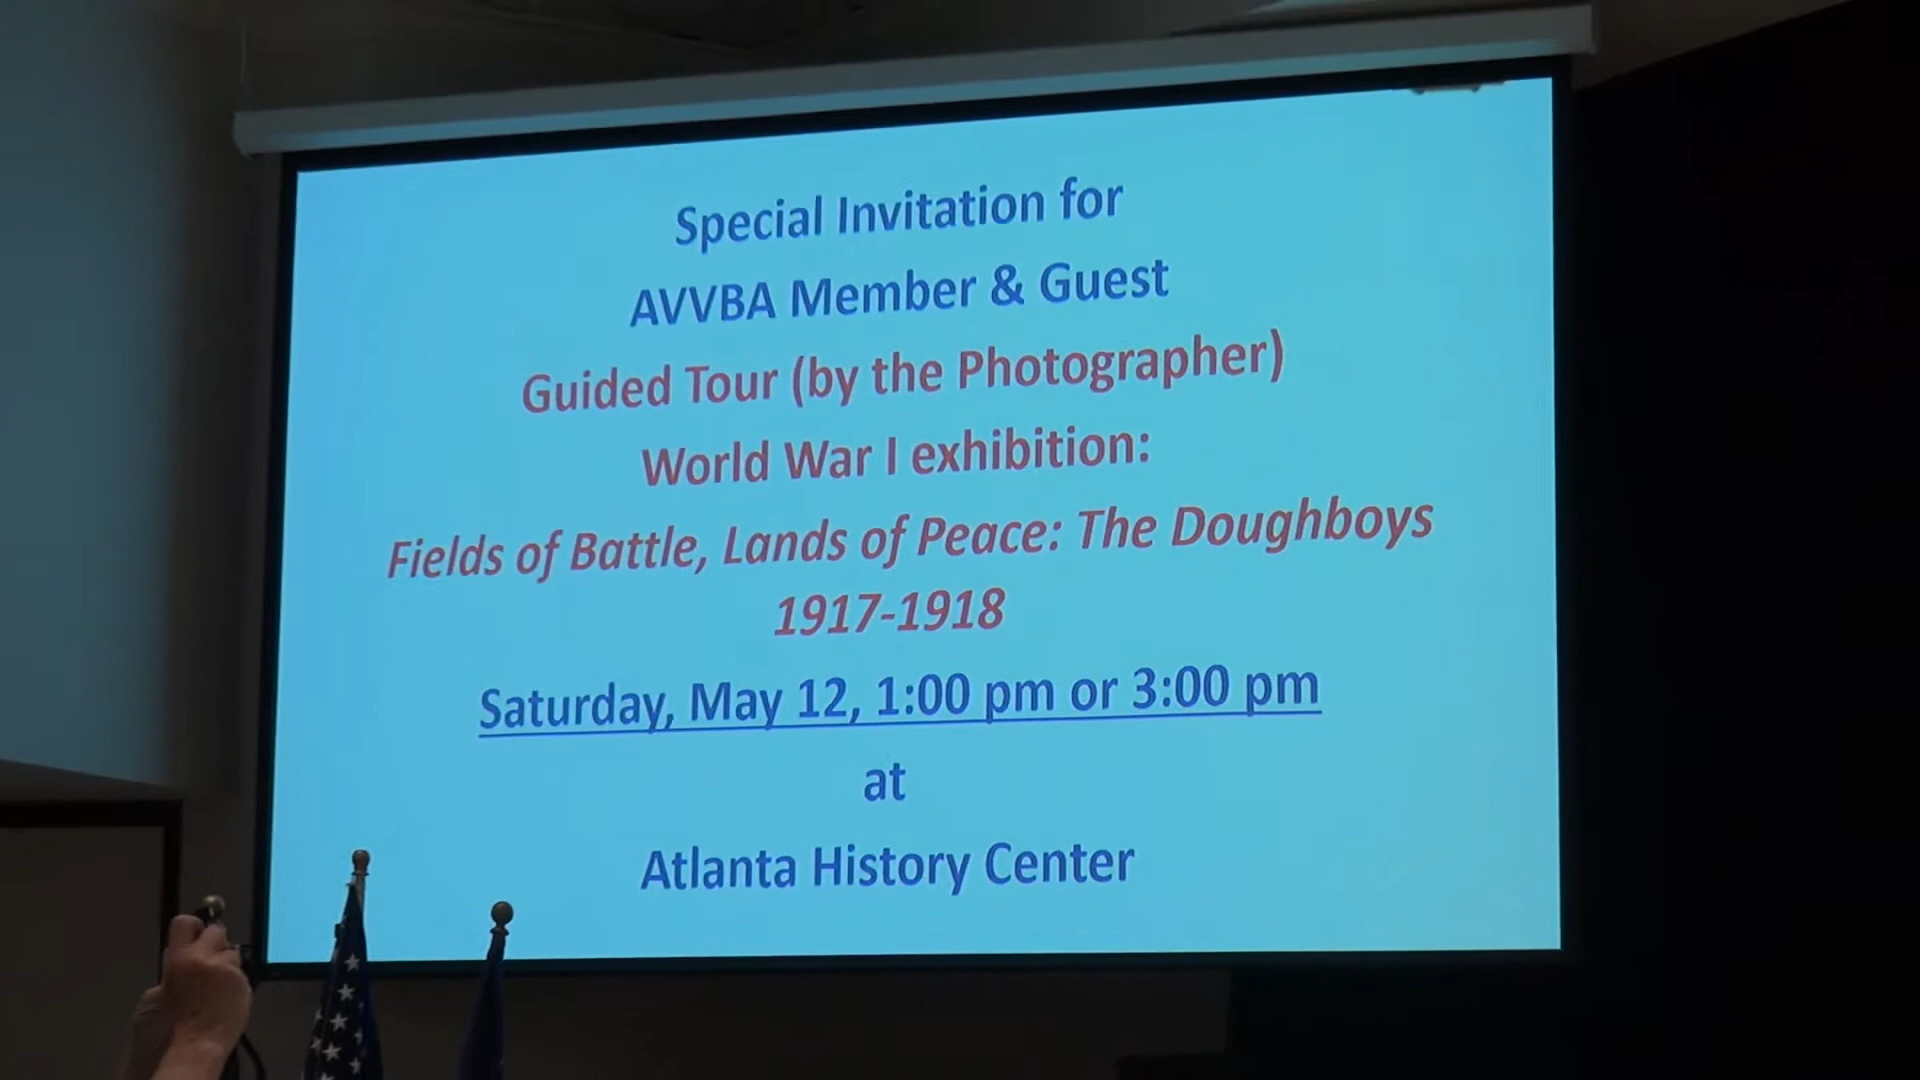 Special Invitation for
AVVBA Member & Guest
Guided Tour (by the Photographer)
World War I exhibition:
Fields of Battle, Lands of Peace: The Doughboys
1917-1918
Saturday, May 12, 1:00 pm or 3:00 pm
at
Atlanta History Center